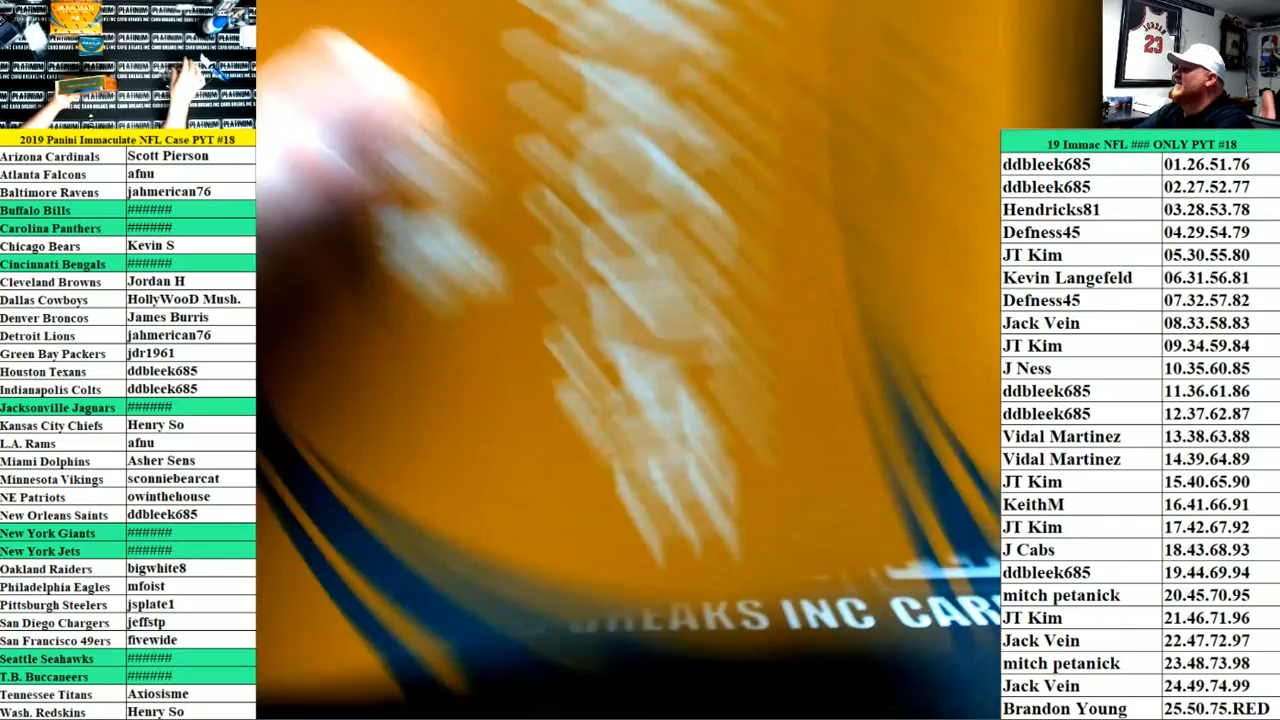 2019 Panini Immaculate NFL Case PYT #18
Arizona Cardinals Scott Pierson
Atlanta Falcons afnu
Baltimore Ravens jahmerican76
Buffalo Bills ######
Carolina Panthers ######
Chicago Bears Kevin S
Cincinnati Bengals ######
Cleveland Browns Jordan H
Dallas Cowboys HollyWooD Mush.
Denver Broncos James Burris
Detroit Lions jahmerican76
Green Bay Packers jdr1961
Houston Texans ddbleek685
Indianapolis Colts ddbleek685
Jacksonville Jaguars ######
Kansas City Chiefs Henry So
L.A. Rams afnu
Miami Dolphins Asher Sens
Minnesota Vikings sconniebearcat
NE Patriots owinthehouse
New Orleans Saints ddbleek685
New York Giants ######
New York Jets ######
Oakland Raiders bigwhite8
Philadelphia Eagles mfoist
Pittsburgh Steelers jsplate1
San Diego Chargers jeffstp
San Francisco 49ers fivewide
Seattle Seahawks ######
T.B. Buccaneers ######
Tennessee Titans Axiosisme
Wash. Redskins Henry So
BREAKS INC CAR
JORDAN
23
19 Immac NFL ### ONLY PYT #18
ddbleek685 01.26.51.76
ddbleek685 02.27.52.77
Hendricks81 03.28.53.78
Defness45 04.29.54.79
JT Kim 05.30.55.80
Kevin Langefeld 06.31.56.81
Defness45 07.32.57.82
Jack Vein 08.33.58.83
JT Kim 09.34.59.84
J Ness 10.35.60.85
ddbleek685 11.36.61.86
ddbleek685 12.37.62.87
Vidal Martinez 13.38.63.88
Vidal Martinez 14.39.64.89
JT Kim 15.40.65.90
KeithM 16.41.66.91
JT Kim 17.42.67.92
J Cabs 18.43.68.93
ddbleek685 19.44.69.94
mitch petanick 20.45.70.95
JT Kim 21.46.71.96
Jack Vein 22.47.72.97
mitch petanick 23.48.73.98
Jack Vein 24.49.74.99
Brandon Young 25.50.75.RED